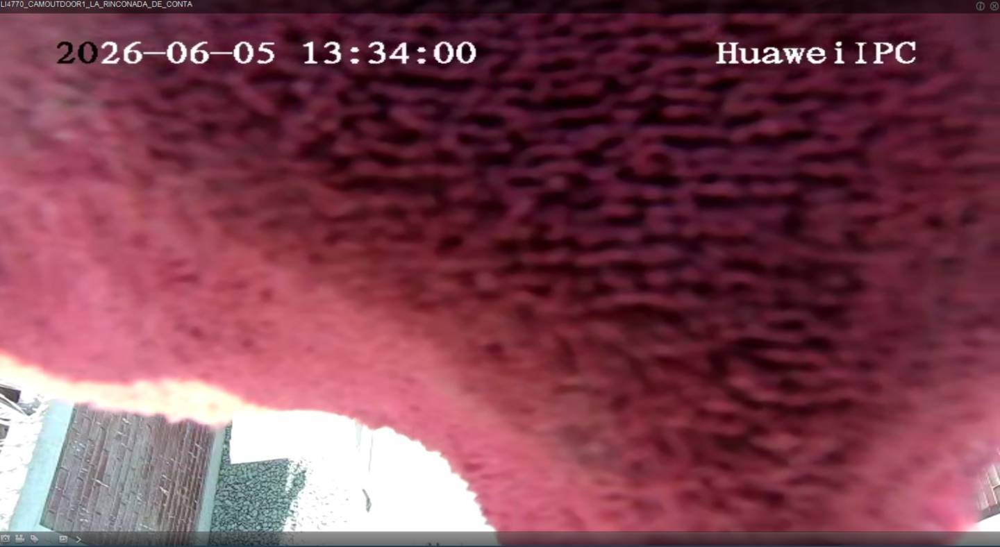 LI4770_CAMOUTDOOR1_LA_RINCONADA_DE_CONTA
2026-06-05 13:34:00 HuaweiIPC